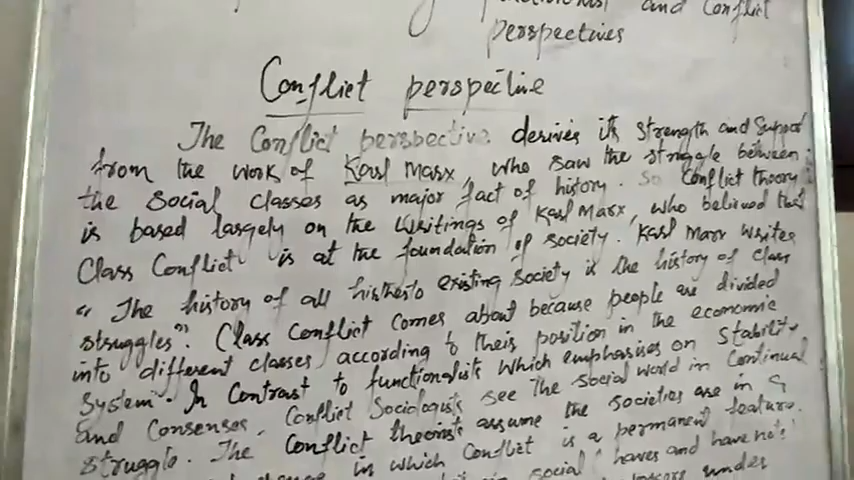 and Conflict
perspectives
Conflict perspective
The Conflict perspective derives its strength and Support
from the work of Karl Marx, who saw the struggle between
the Social classes as major fact of history. So Conflict theory
is based largely on the writings of Karl Marx, who believed that
Class Conflict is at the foundation of society. Karl Marx writes
" The history of all hitherto existing society is the history of class
struggles". Class Conflict Comes about because people are divided
into different classes according to their position in the economic
System. In Contrast to functionalists which emphasises on Stability
and Consenses, Conflict Sociologists see The social world in Continual
struggle. The Conflict theorists assume the societies are in a
in which Conflict is a permanent feature.
social 'haves and have nots'
under